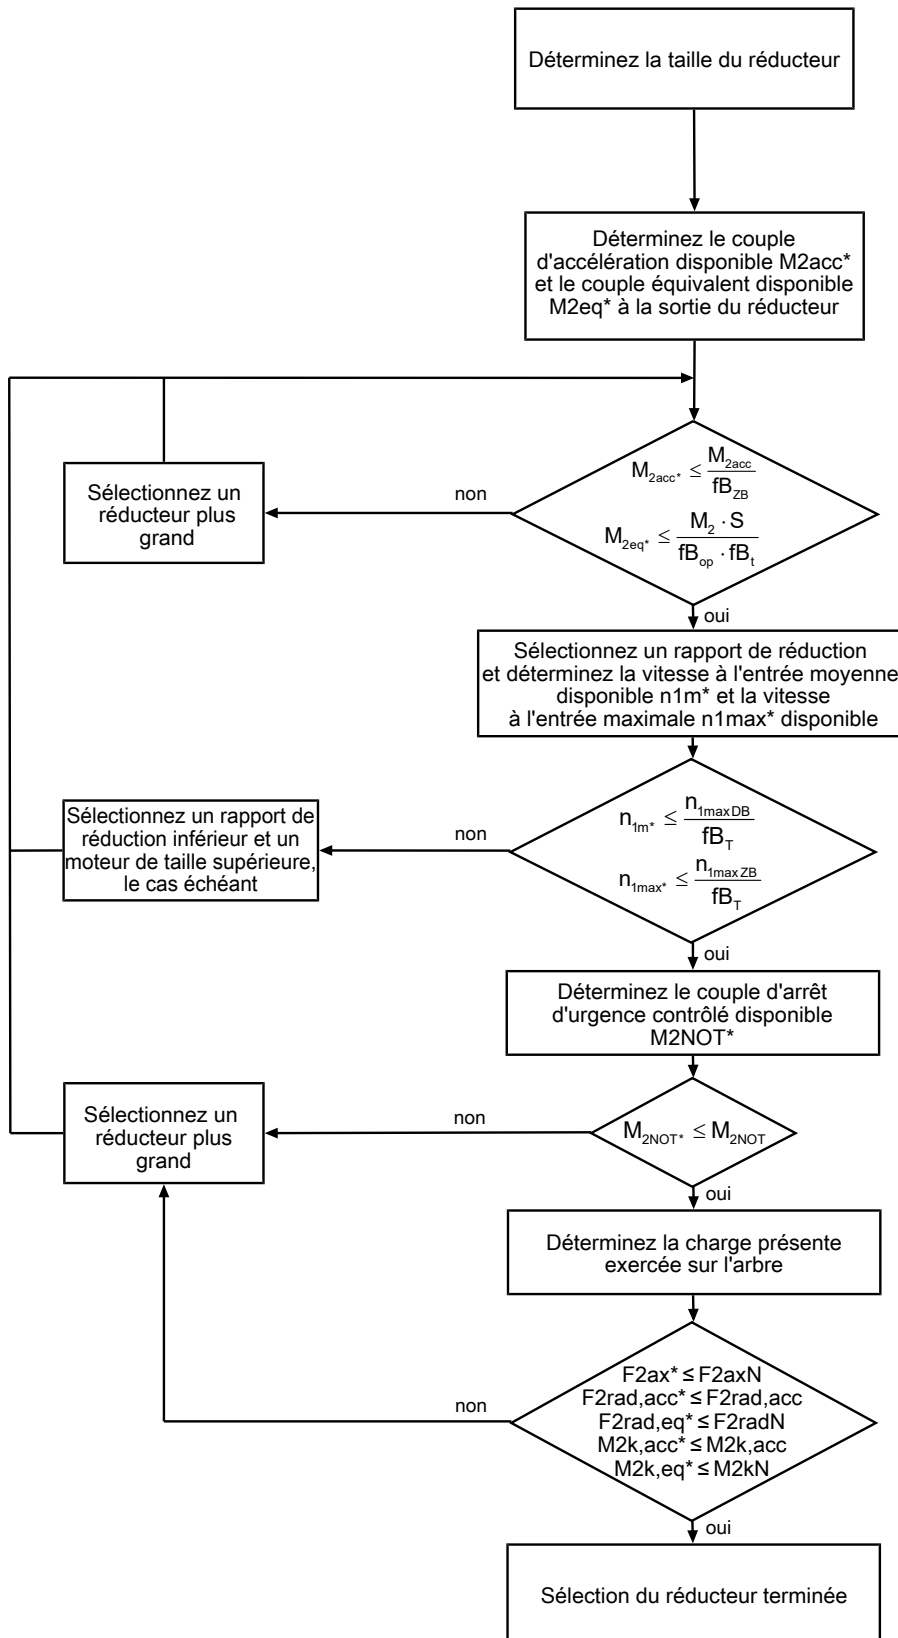 Déterminez la taille du réducteur
Déterminez le couple
d'accélération disponible M2acc*
et le couple équivalent disponible
M2eq* à la sortie du réducteur
M2acc* ≤ M2acc / fBZB
M2eq* ≤ M2 · S / fBop · fBt
non
Sélectionnez un
réducteur plus
grand
oui
Sélectionnez un rapport de réduction
et déterminez la vitesse à l'entrée moyenne
disponible n1m* et la vitesse
à l'entrée maximale n1max* disponible
n1m* ≤ n1maxDB / fBT
n1max* ≤ n1maxZB / fBT
non
Sélectionnez un rapport de
réduction inférieur et un
moteur de taille supérieure,
le cas échéant
oui
Déterminez le couple d'arrêt
d'urgence contrôlé disponible
M2NOT*
M2NOT* ≤ M2NOT
non
Sélectionnez un
réducteur plus
grand
oui
Déterminez la charge présente
exercée sur l'arbre
F2ax* ≤ F2axN
F2rad,acc* ≤ F2rad,acc
F2rad,eq* ≤ F2radN
M2k,acc* ≤ M2k,acc
M2k,eq* ≤ M2kN
non
oui
Sélection du réducteur terminée